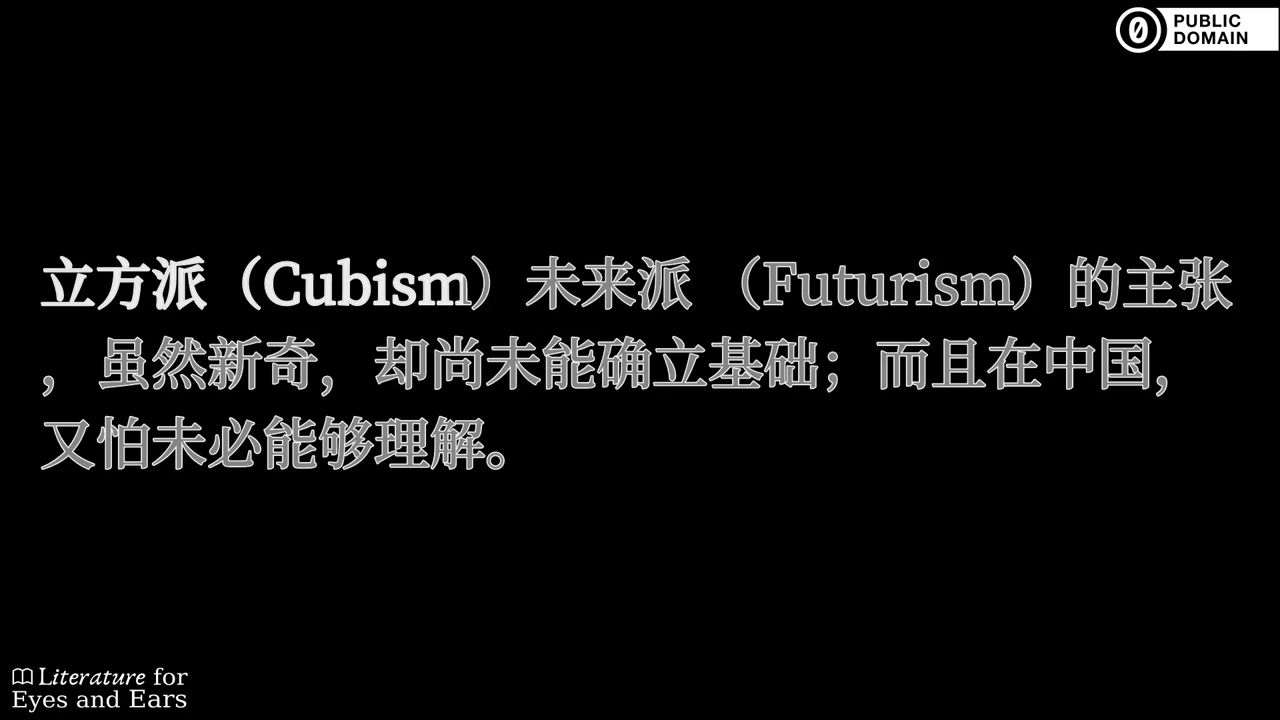 PUBLIC
DOMAIN
立方派（Cubism）未来派 （Futurism）的主张
，虽然新奇，却尚未能确立基础；而且在中国，
又怕未必能够理解。
Literature for
Eyes and Ears